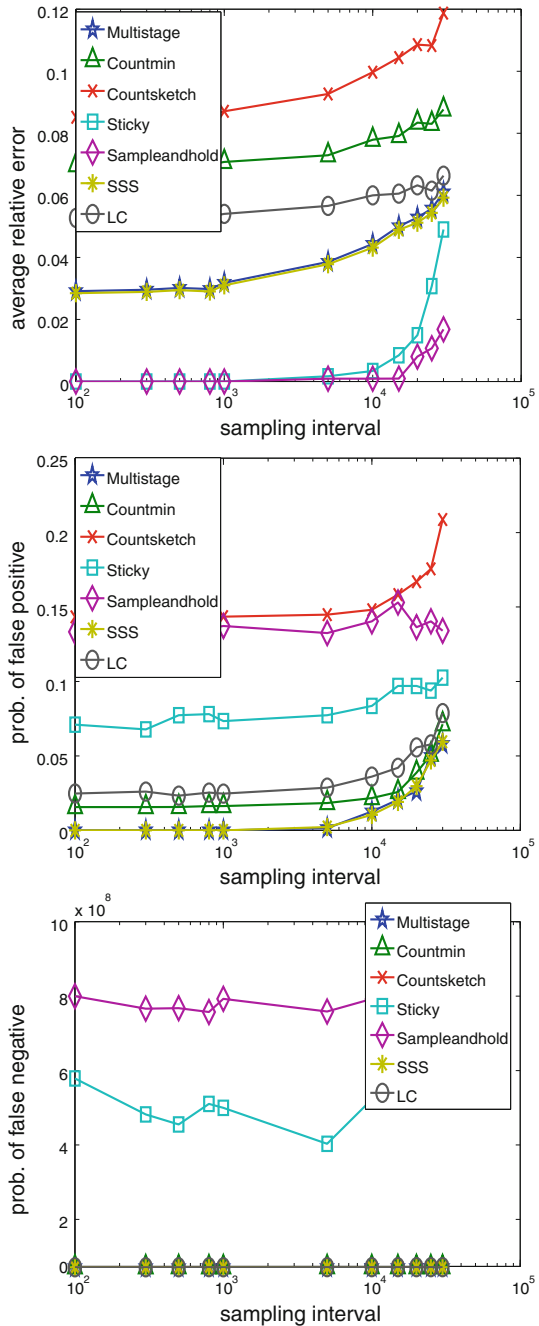 0.12
0.1
0.08
0.06
0.04
0.02
0
average relative error
Multistage
Countmin
Countsketch
Sticky
Sampleandhold
SSS
LC
10^2
10^3
10^4
10^5
sampling interval
0.25
0.2
0.15
0.1
0.05
0
prob. of false positive
Multistage
Countmin
Countsketch
Sticky
Sampleandhold
SSS
LC
10^2
10^3
10^4
10^5
sampling interval
x 10^8
10
8
6
4
2
0
prob. of false negative
Multistage
Countmin
Countsketch
Sticky
Sampleandhold
SSS
LC
10^2
10^3
10^4
10^5
sampling interval